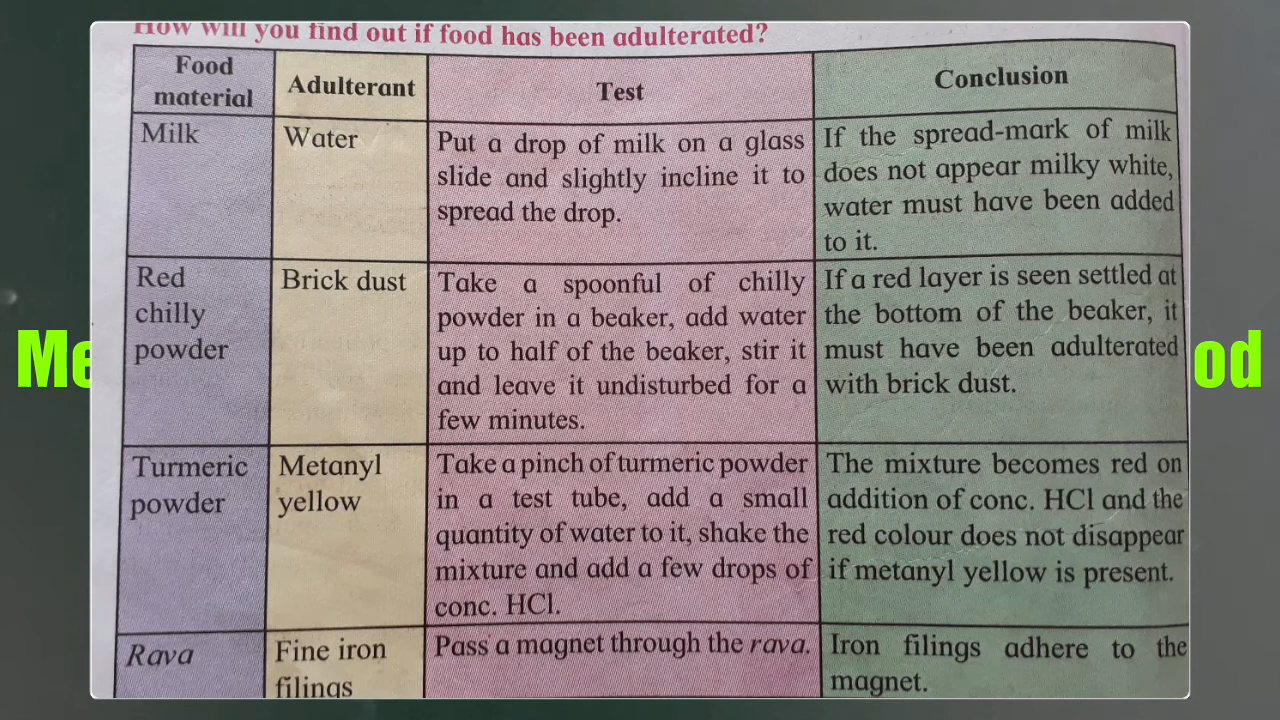 How will you find out if food has been adulterated?
Food material
Adulterant
Test
Conclusion
Milk
Water
Put a drop of milk on a glass
slide and slightly incline it to
spread the drop.
If the spread-mark of milk
does not appear milky white,
water must have been added
to it.
Red
chilly
powder
Brick dust
Take a spoonful of chilly
powder in a beaker, add water
up to half of the beaker, stir it
and leave it undisturbed for a
few minutes.
If a red layer is seen settled at
the bottom of the beaker, it
must have been adulterated
with brick dust.
Turmeric
powder
Metanyl
yellow
Take a pinch of turmeric powder
in a test tube, add a small
quantity of water to it, shake the
mixture and add a few drops of
conc. HCl.
The mixture becomes red on
addition of conc. HCl and the
red colour does not disappear
if metanyl yellow is present.
Rava
Fine iron
filings
Pass a magnet through the rava.
Iron filings adhere to the
magnet.